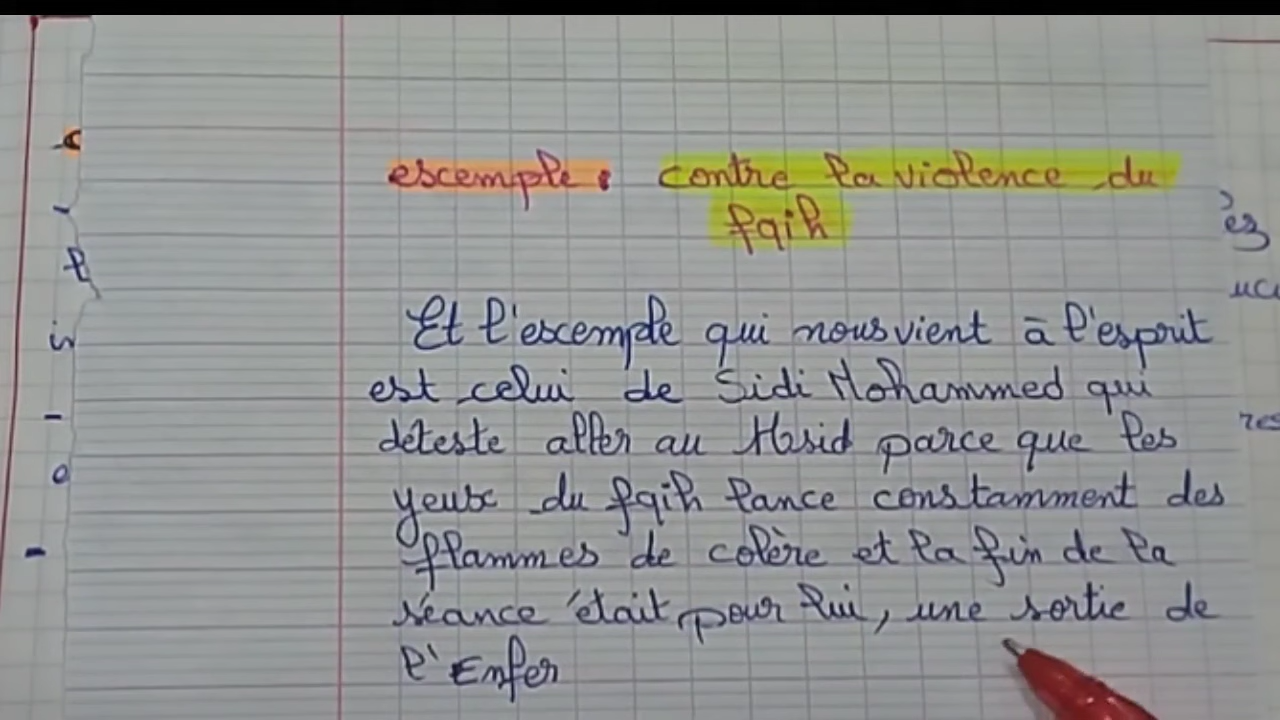 exemple : contre la violence du
fqih
Et l'exemple qui nous vient à l'esprit
est celui de Sidi Mohammed qui
déteste aller au Msid parce que les
yeux du fqih lance constamment des
flammes de colère et la fin de la
séance était pour lui, une sortie de
l'Enfer